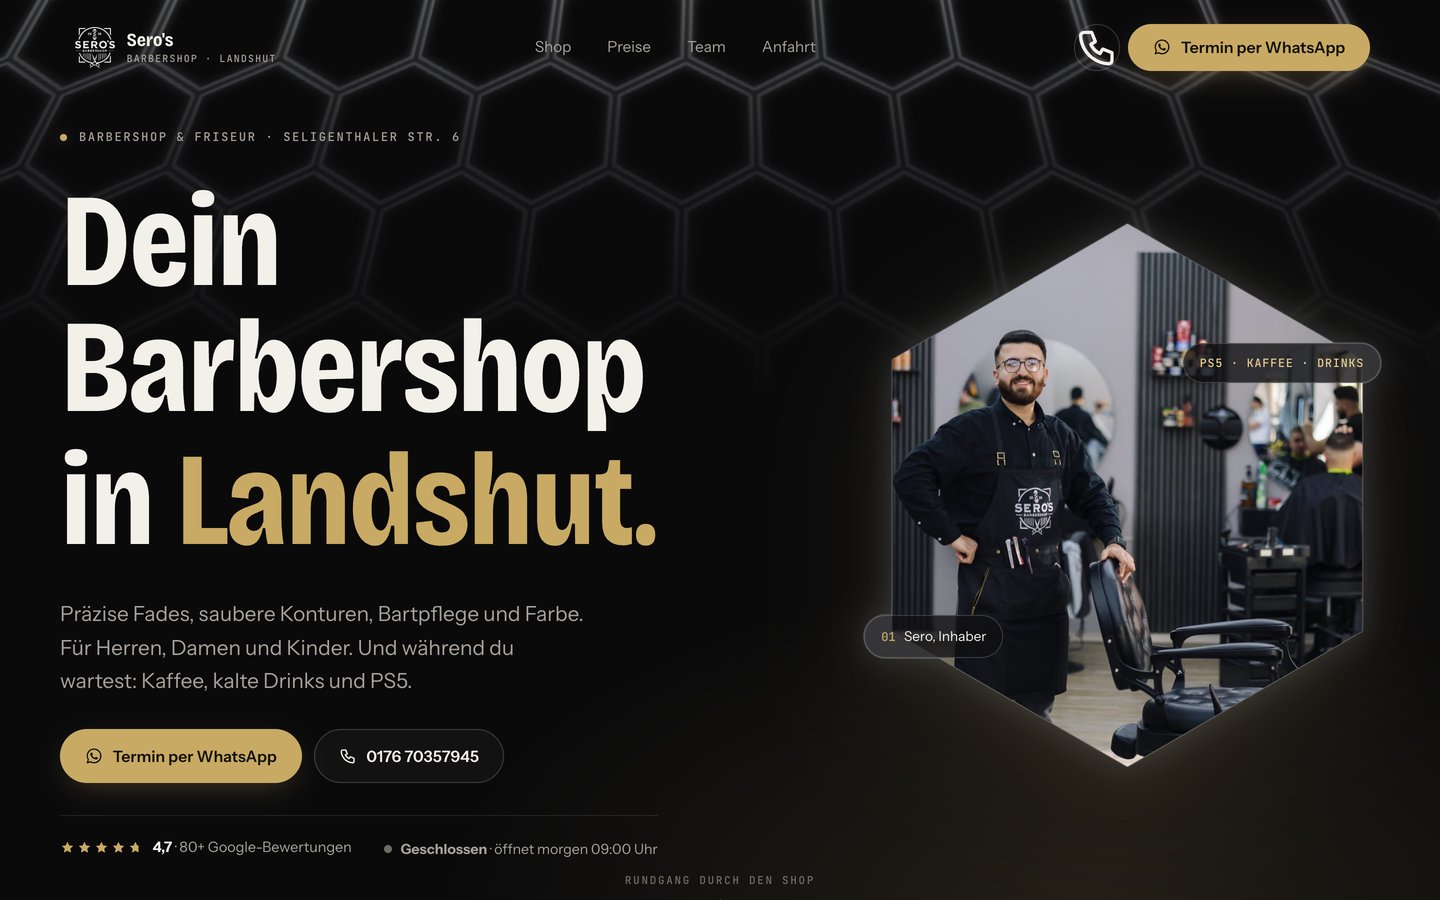 SERO'S
BARBERSHOP
Sero's
BARBERSHOP · LANDSHUT
Shop
Preise
Team
Anfahrt
Termin per WhatsApp
BARBERSHOP & FRISEUR · SELIGENTHALER STR. 6
Dein
Barbershop
in Landshut.
Präzise Fades, saubere Konturen, Bartpflege und Farbe.
Für Herren, Damen und Kinder. Und während du
wartest: Kaffee, kalte Drinks und PS5.
Termin per WhatsApp
0176 70357945
4,7 · 80+ Google-Bewertungen
Geschlossen · öffnet morgen 09:00 Uhr
PS5 · KAFFEE · DRINKS
SERO'S
BARBERSHOP
01 Sero, Inhaber
RUNDGANG DURCH DEN SHOP